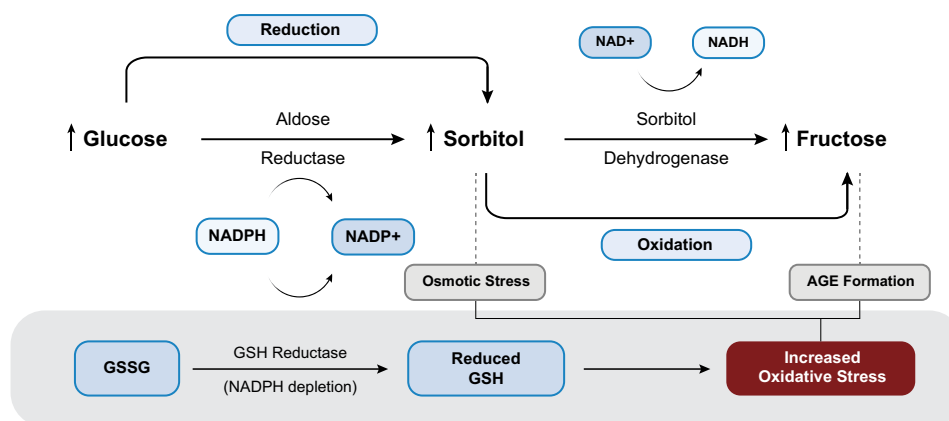 Reduction
NAD+
NADH
Glucose
Aldose
Reductase
Sorbitol
Sorbitol
Dehydrogenase
Fructose
NADPH
NADP+
Oxidation
Osmotic Stress
AGE Formation
GSSG
GSH Reductase
(NADPH depletion)
Reduced
GSH
Increased
Oxidative Stress